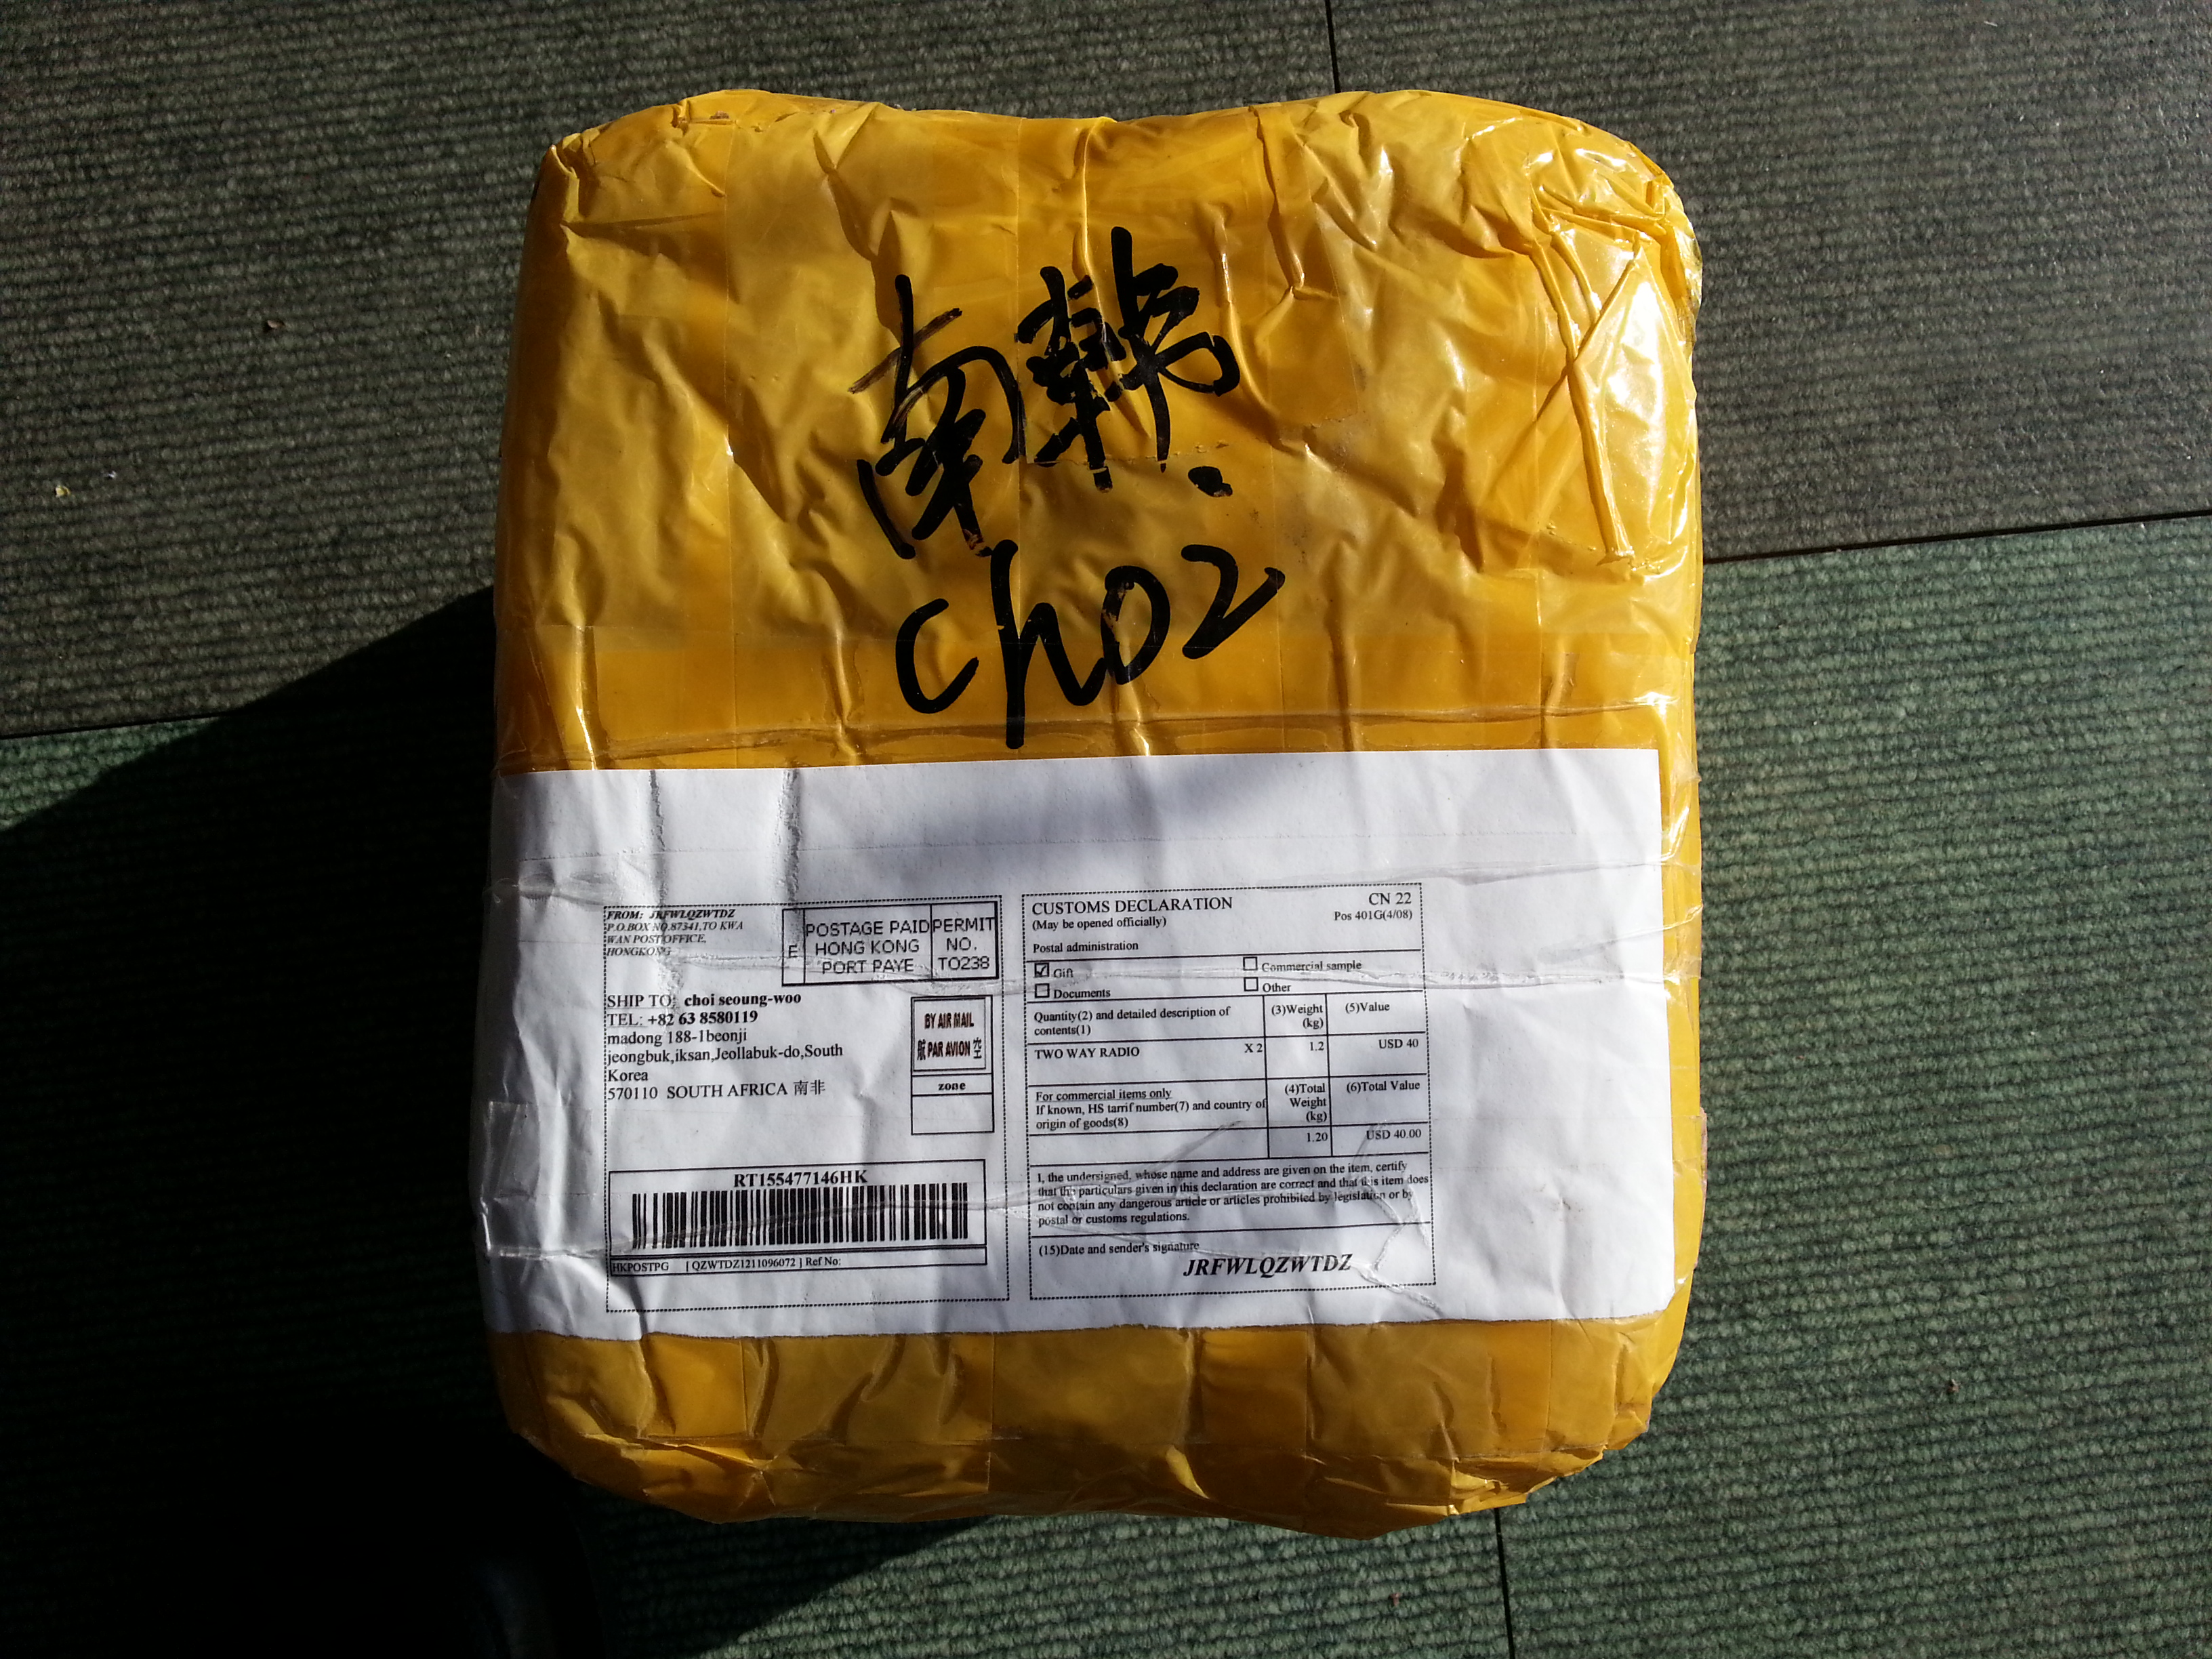 南韩:
cho2
FROM: JRFWLQZWTDZ
P.O.BOX NO.87341,TO KWA
WAN POST OFFICE,
HONGKONG
E
POSTAGE PAID
HONG KONG
PORT PAYE
PERMIT
NO.
TO238
SHIP TO: choi seoung-woo
TEL: +82 63 8580119
madong 188-1beonji
jeongbuk,iksan,Jeollabuk-do,South
Korea
570110 SOUTH AFRICA 南非
BY AIR MAIL
航 PAR AVION 空
zone
RT155477146HK
HKPOSTPG [ QZWTDZ1211096072 ] Ref No:
CUSTOMS DECLARATION
(May be opened officially)
CN 22
Pos 401G(4/08)
Postal administration
Gift
Commercial sample
Documents
Other
Quantity(2) and detailed description of
contents(1)
(3)Weight
(kg)
(5)Value
TWO WAY RADIO X 2 1.2 USD 40
For commercial items only
If known, HS tarrif number(7) and country of
origin of goods(8)
(4)Total
Weight
(kg)
(6)Total Value
1.20 USD 40.00
I, the undersigned, whose name and address are given on the item, certify
that the particulars given in this declaration are correct and that this item does
not contain any dangerous article or articles prohibited by legislation or by
postal or customs regulations.
(15)Date and sender's signature
JRFWLQZWTDZ